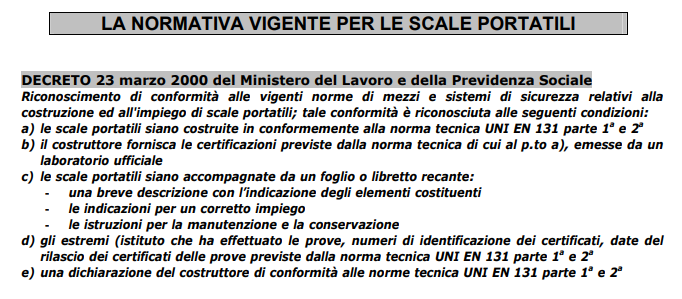 LA NORMATIVA VIGENTE PER LE SCALE PORTATILI
DECRETO 23 marzo 2000 del Ministero del Lavoro e della Previdenza Sociale
Riconoscimento di conformità alle vigenti norme di mezzi e sistemi di sicurezza relativi alla
costruzione ed all'impiego di scale portatili; tale conformità è riconosciuta alle seguenti condizioni:
a) le scale portatili siano costruite in conformemente alla norma tecnica UNI EN 131 parte 1ª e 2ª
b) il costruttore fornisca le certificazioni previste dalla norma tecnica di cui al p.to a), emesse da un
laboratorio ufficiale
c) le scale portatili siano accompagnate da un foglio o libretto recante:
- una breve descrizione con l'indicazione degli elementi costituenti
- le indicazioni per un corretto impiego
- le istruzioni per la manutenzione e la conservazione
d) gli estremi (istituto che ha effettuato le prove, numeri di identificazione dei certificati, date del
rilascio dei certificati delle prove previste dalla norma tecnica UNI EN 131 parte 1ª e 2ª
e) una dichiarazione del costruttore di conformità alle norme tecnica UNI EN 131 parte 1ª e 2ª